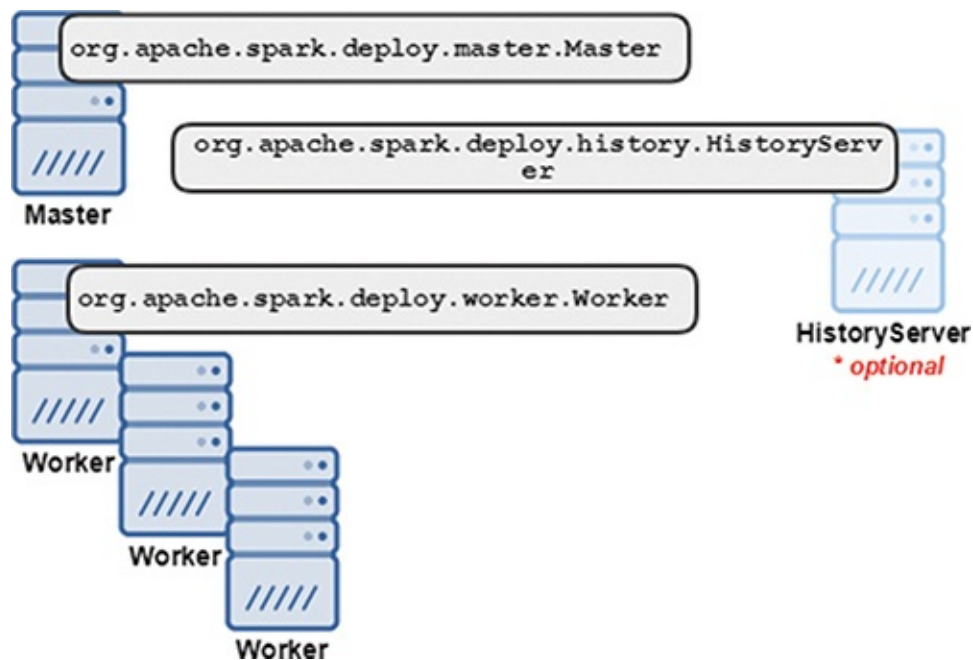 org.apache.spark.deploy.master.Master
org.apache.spark.deploy.history.HistoryServ
er
Master
org.apache.spark.deploy.worker.Worker
HistoryServer
* optional
Worker
Worker
Worker